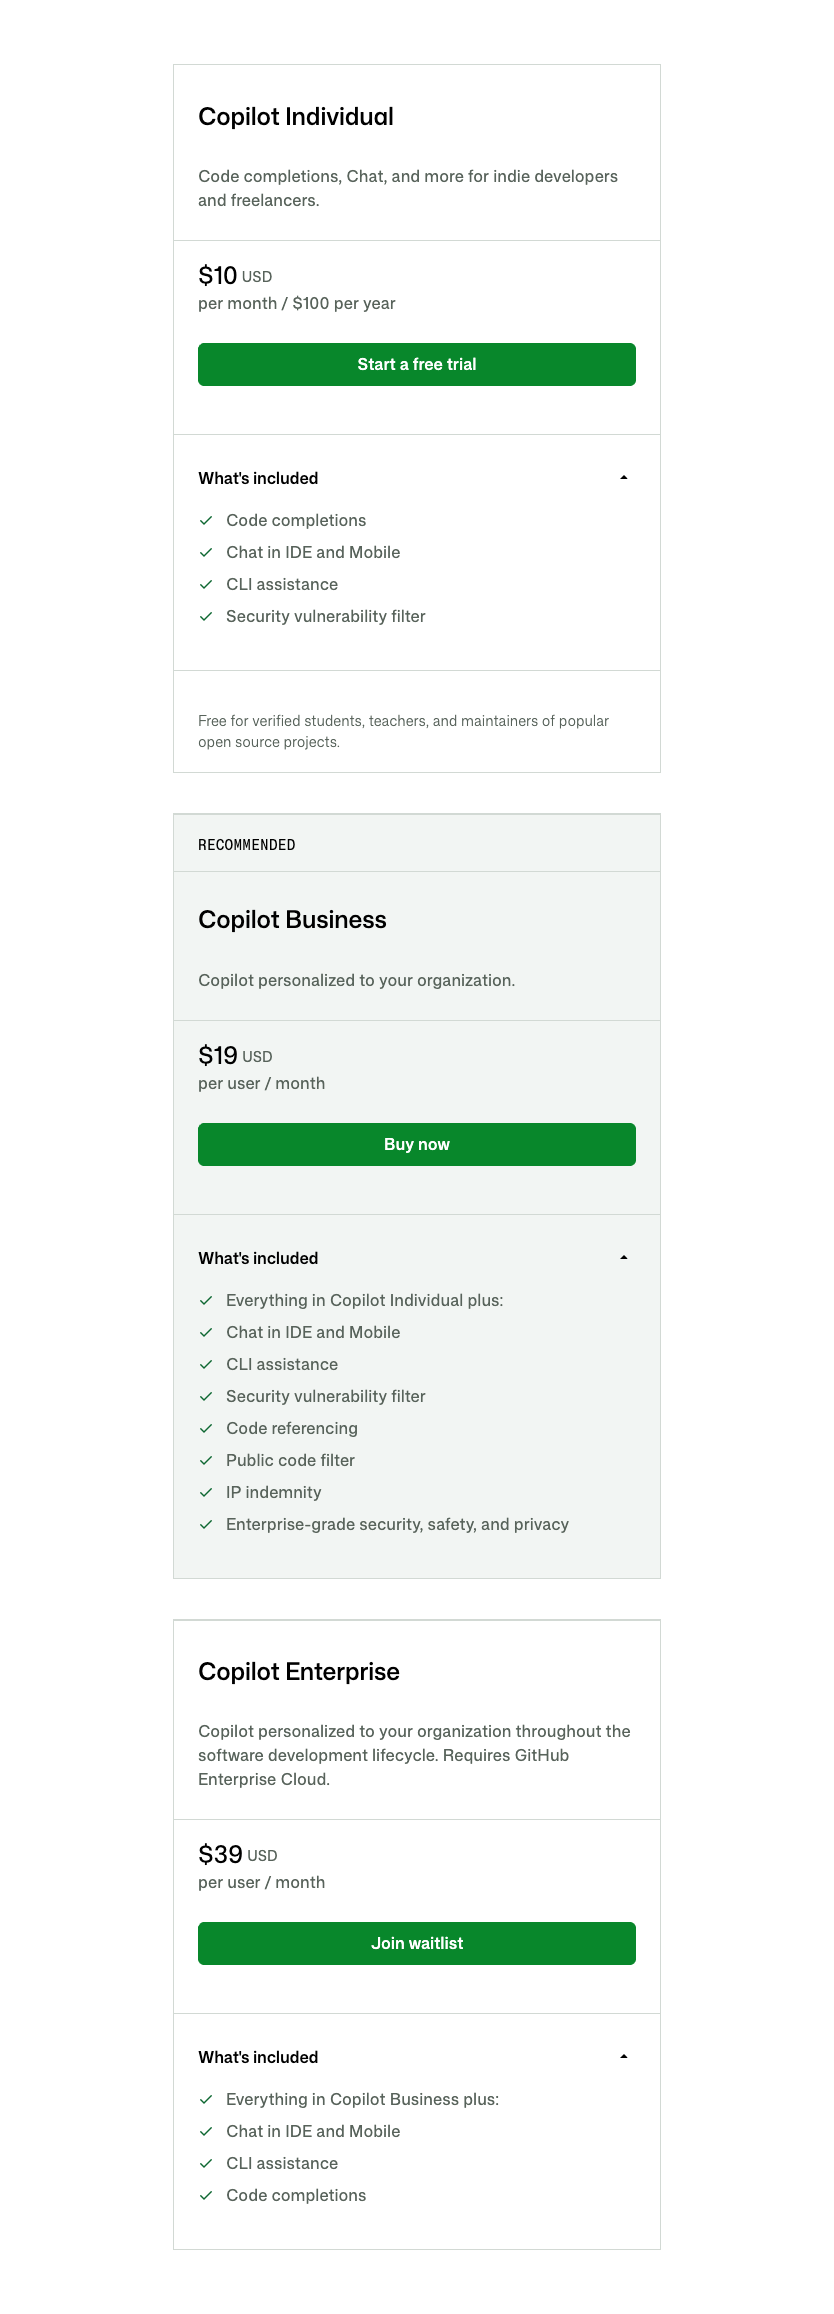 Copilot Individual
Code completions, Chat, and more for indie developers
and freelancers.
$10 USD
per month / $100 per year
Start a free trial
What's included
Code completions
Chat in IDE and Mobile
CLI assistance
Security vulnerability filter
Free for verified students, teachers, and maintainers of popular
open source projects.
RECOMMENDED
Copilot Business
Copilot personalized to your organization.
$19 USD
per user / month
Buy now
What's included
Everything in Copilot Individual plus:
Chat in IDE and Mobile
CLI assistance
Security vulnerability filter
Code referencing
Public code filter
IP indemnity
Enterprise-grade security, safety, and privacy
Copilot Enterprise
Copilot personalized to your organization throughout the
software development lifecycle. Requires GitHub
Enterprise Cloud.
$39 USD
per user / month
Join waitlist
What's included
Everything in Copilot Business plus:
Chat in IDE and Mobile
CLI assistance
Code completions